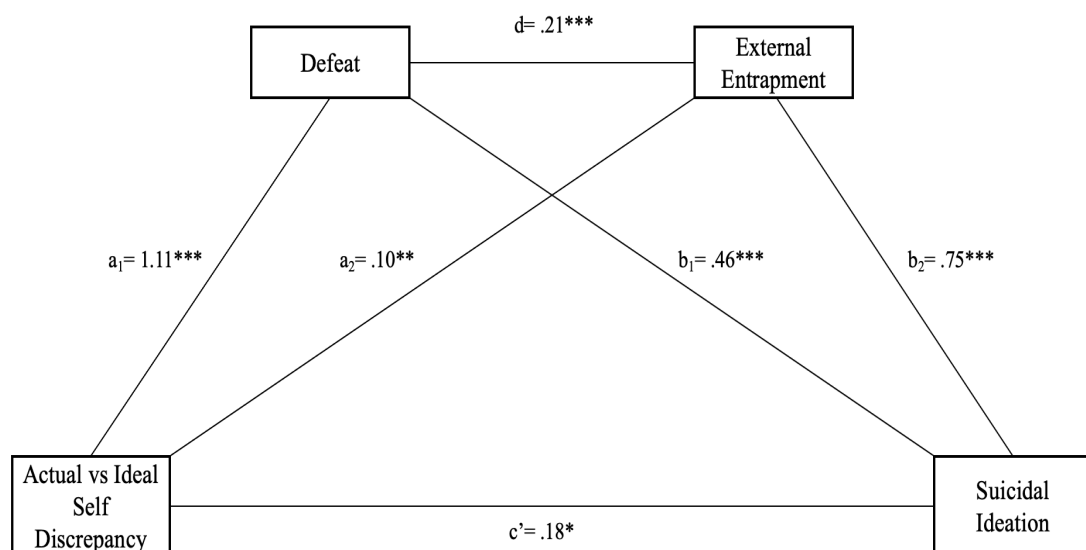 d= .21***
Defeat
External
Entrapment
a₁= 1.11***
a₂= .10**
b₁= .46***
b₂= .75***
Actual vs Ideal
Self
Discrepancy
Suicidal
Ideation
c’= .18*